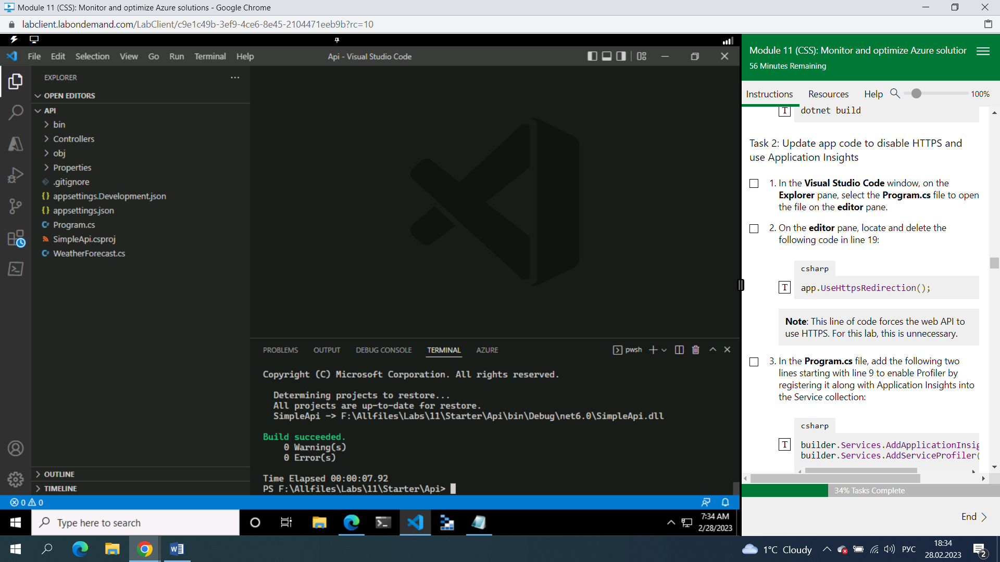 Module 11 (CSS): Monitor and optimize Azure solutions - Google Chrome
labclient.labondemand.com/LabClient/c9e1c49b-3ef9-4ce6-8e45-2104471eeb9b?rc=10
File Edit Selection View Go Run Terminal Help
Api - Visual Studio Code
EXPLORER
OPEN EDITORS
API
bin
Controllers
obj
Properties
.gitignore
{} appsettings.Development.json
{} appsettings.json
C# Program.cs
SimpleApi.csproj
C# WeatherForecast.cs
OUTLINE
TIMELINE
PROBLEMS OUTPUT DEBUG CONSOLE TERMINAL AZURE
pwsh
Copyright (C) Microsoft Corporation. All rights reserved.
Determining projects to restore...
All projects are up-to-date for restore.
SimpleApi -> F:\Allfiles\Labs\11\Starter\Api\bin\Debug\net6.0\SimpleApi.dll
Build succeeded.
0 Warning(s)
0 Error(s)
Time Elapsed 00:00:07.92
PS F:\Allfiles\Labs\11\Starter\Api>
0 0
Type here to search
7:34 AM
2/28/2023
Module 11 (CSS): Monitor and optimize Azure solution
56 Minutes Remaining
Instructions Resources Help 100%
T dotnet build
Task 2: Update app code to disable HTTPS and
use Application Insights
1. In the Visual Studio Code window, on the
Explorer pane, select the Program.cs file to open
the file on the editor pane.
2. On the editor pane, locate and delete the
following code in line 19:
csharp
T app.UseHttpsRedirection();
Note: This line of code forces the web API to
use HTTPS. For this lab, this is unnecessary.
3. In the Program.cs file, add the following two
lines starting with line 9 to enable Profiler by
registering it along with Application Insights into
the Service collection:
csharp
T builder.Services.AddApplicationInsig
builder.Services.AddServiceProfiler(
34% Tasks Complete
End
1°C Cloudy
РУС
18:34
28.02.2023
2